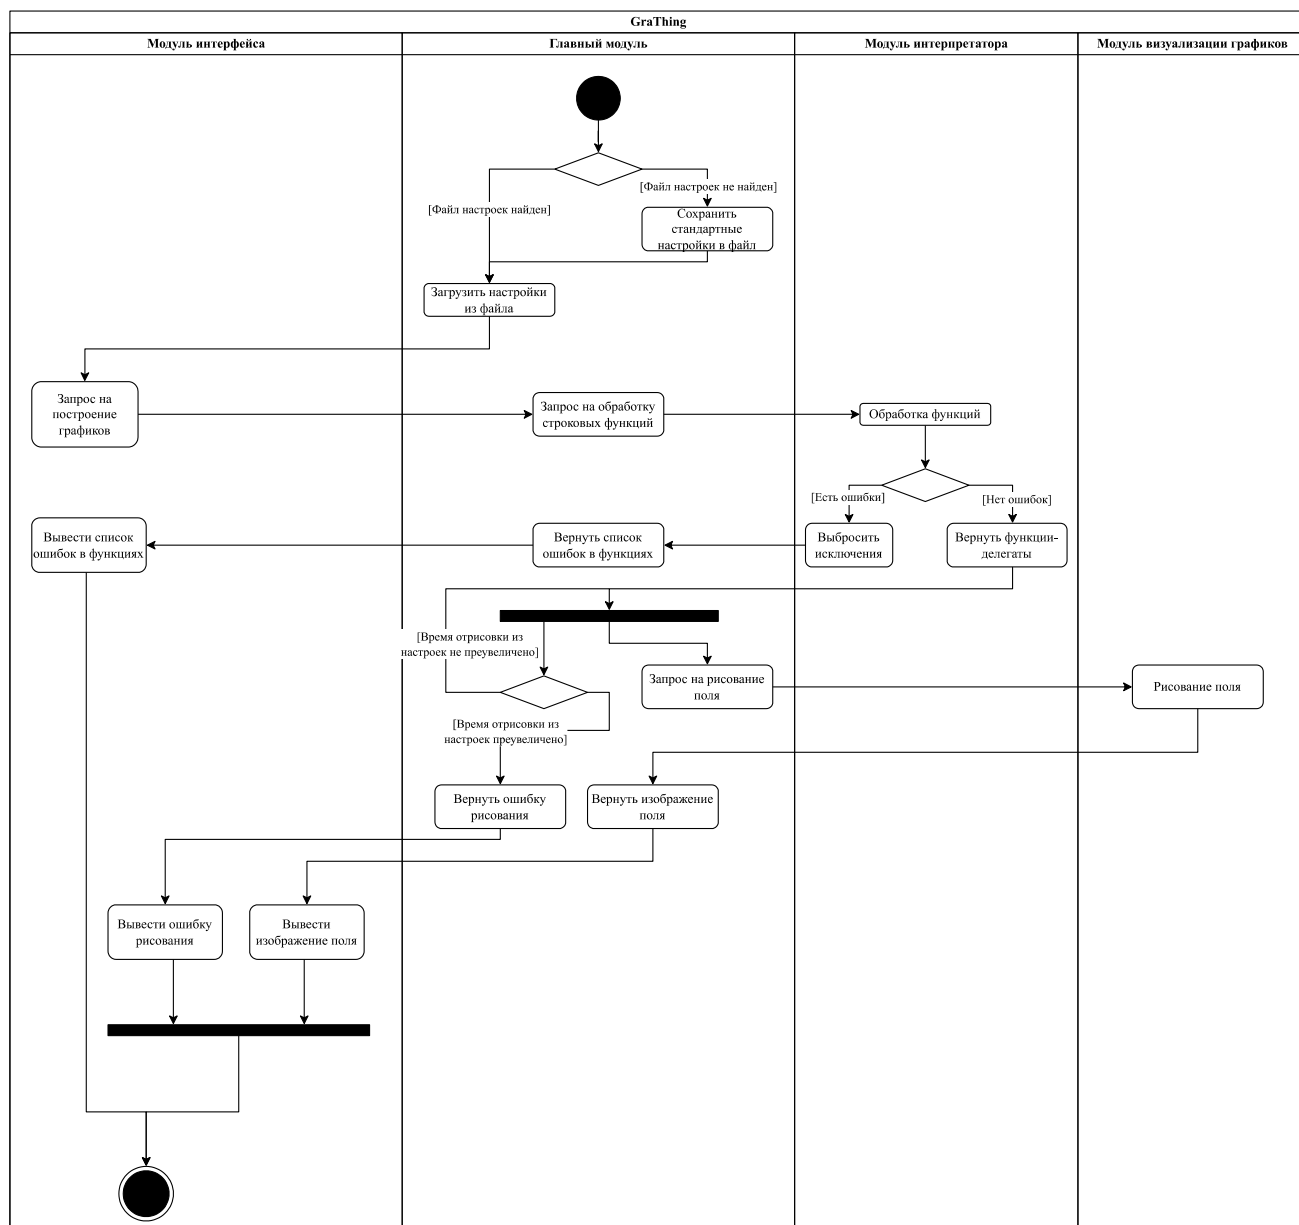 GraThing
Модуль интерфейса
Главный модуль
Модуль интерпретатора
Модуль визуализации графиков
[Файл настроек не найден]
[Файл настроек найден]
Сохранить
стандартные
настройки в файл
Загрузить настройки
из файла
Запрос на
построение
графиков
Запрос на обработку
строковых функций
Обработка функций
[Есть ошибки]
[Нет ошибок]
Вывести список
ошибок в функциях
Вернуть список
ошибок в функциях
Выбросить
исключения
Вернуть функции-
делегаты
[Время отрисовки из
настроек не преувеличено]
Запрос на рисование
поля
Рисование поля
[Время отрисовки из
настроек преувеличено]
Вернуть ошибку
рисования
Вернуть изображение
поля
Вывести ошибку
рисования
Вывести
изображение поля